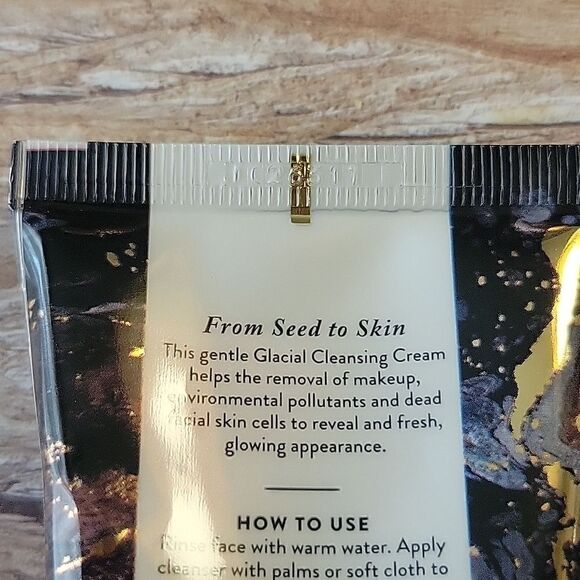 From Seed to Skin
This gentle Glacial Cleansing Cream
helps the removal of makeup,
environmental pollutants and dead
facial skin cells to reveal and fresh,
glowing appearance.
HOW TO USE
Rinse face with warm water. Apply
cleanser with palms or soft cloth to